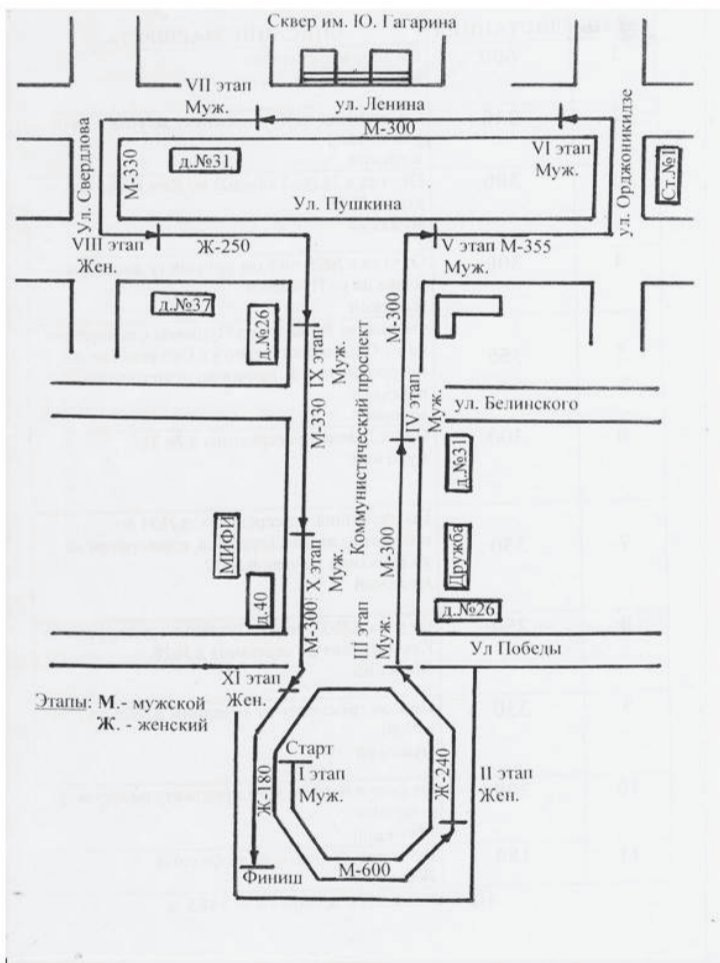 Сквер им. Ю. Гагарина
VII этап
Муж.
ул. Ленина
М-300
Ул. Свердлова
М-330
д.№31
VI этап
Муж.
ул. Орджоникидзе
Ст.№1
Ул. Пушкина
VIII этап
Жен.
Ж-250
V этап М-355
Муж.
д.№37
д.№26
М-330 IX этап
Муж.
Коммунистический проспект
М-300
IV этап
Муж.
ул. Белинского
д.№31
МИФИ
д.40
М-300 X этап
Муж.
III этап
Муж.
М-300
Дружба
д.№26
Ул Победы
XI этап
Жен.
Этапы: М.- мужской
Ж. - женский
Старт
I этап
Муж.
Ж-180
Ж-240
II этап
Жен.
М-600
Финиш